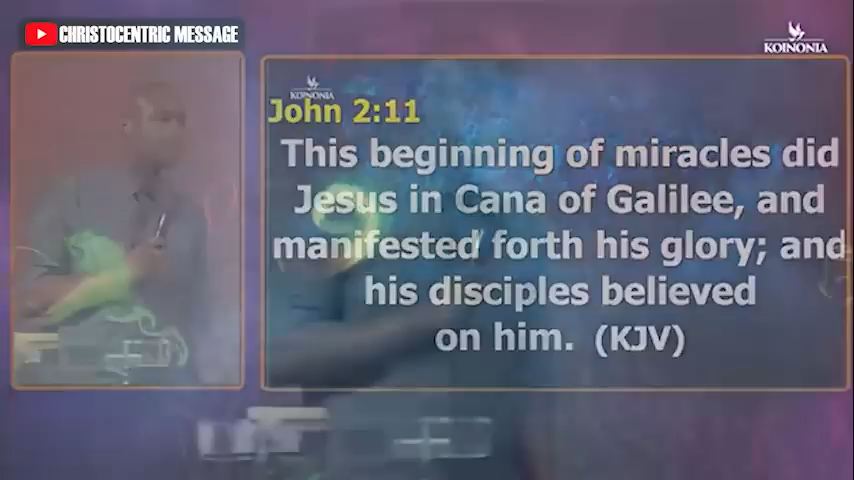 CHRISTOCENTRIC MESSAGE
KOINONIA
KOINONIA
John 2:11
This beginning of miracles did
Jesus in Cana of Galilee, and
manifested forth his glory; and
his disciples believed
on him. (KJV)